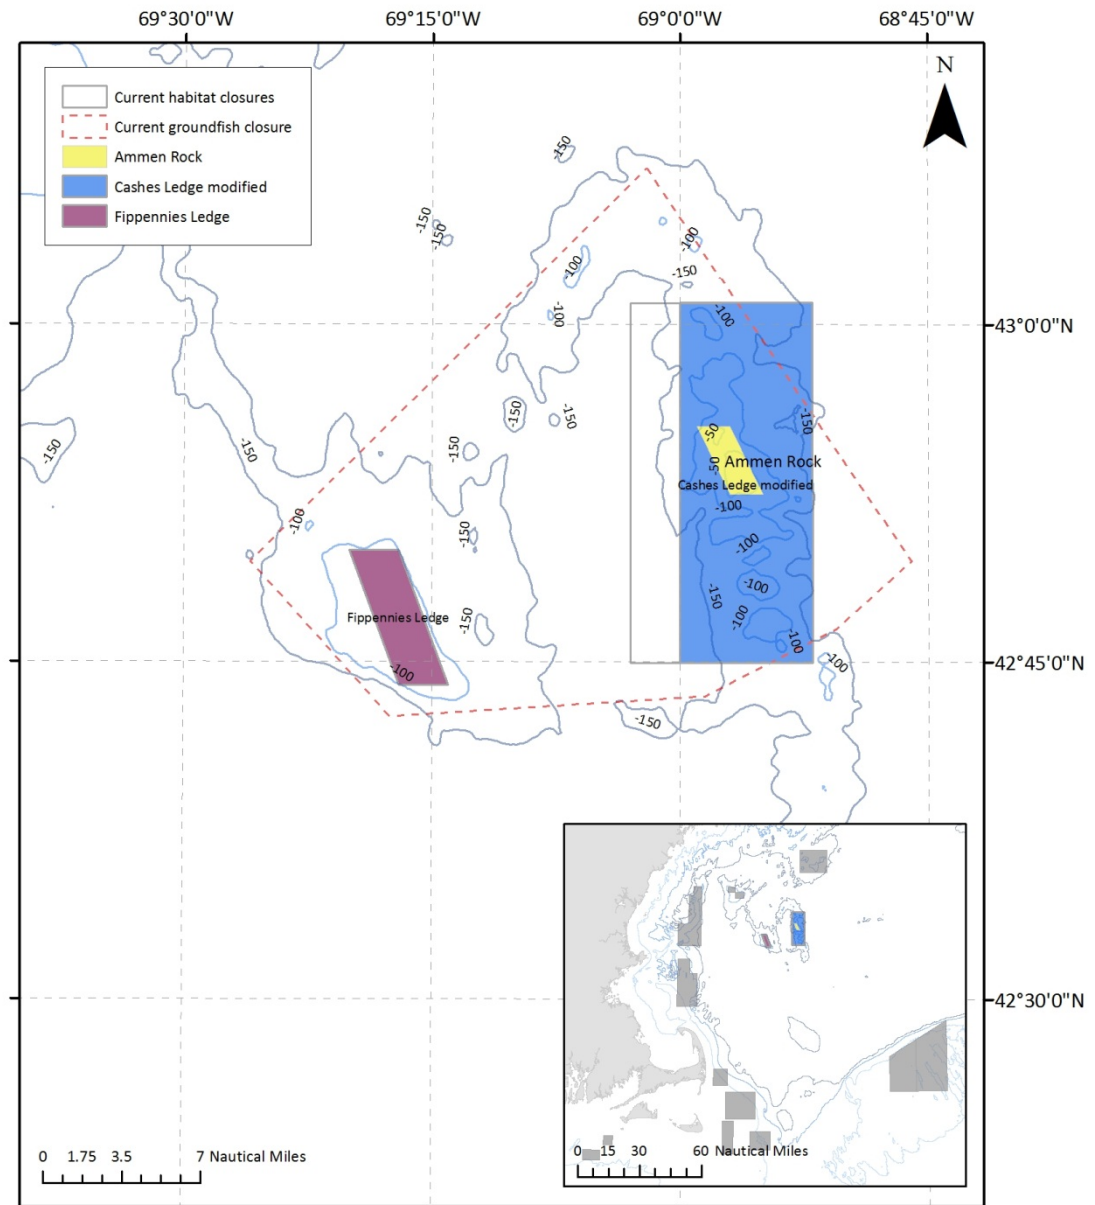 69°30'0"W 69°15'0"W 69°0'0"W 68°45'0"W
N
Current habitat closures
Current groundfish closure
Ammen Rock
Cashes Ledge modified
Fippennies Ledge
-150
-150
-150
-100
-100
-150
-100
-100
43°0'0"N
-150
-150
-150
-150
-150
-150
-50
-50
Ammen Rock
Cashes Ledge modified
-100
-100
-150
-100
-100
-150
-100
-150
-100
Fippennies Ledge
-100
-100
42°45'0"N
-150
42°30'0"N
0 1.75 3.5 7 Nautical Miles
0 15 30 60 Nautical Miles